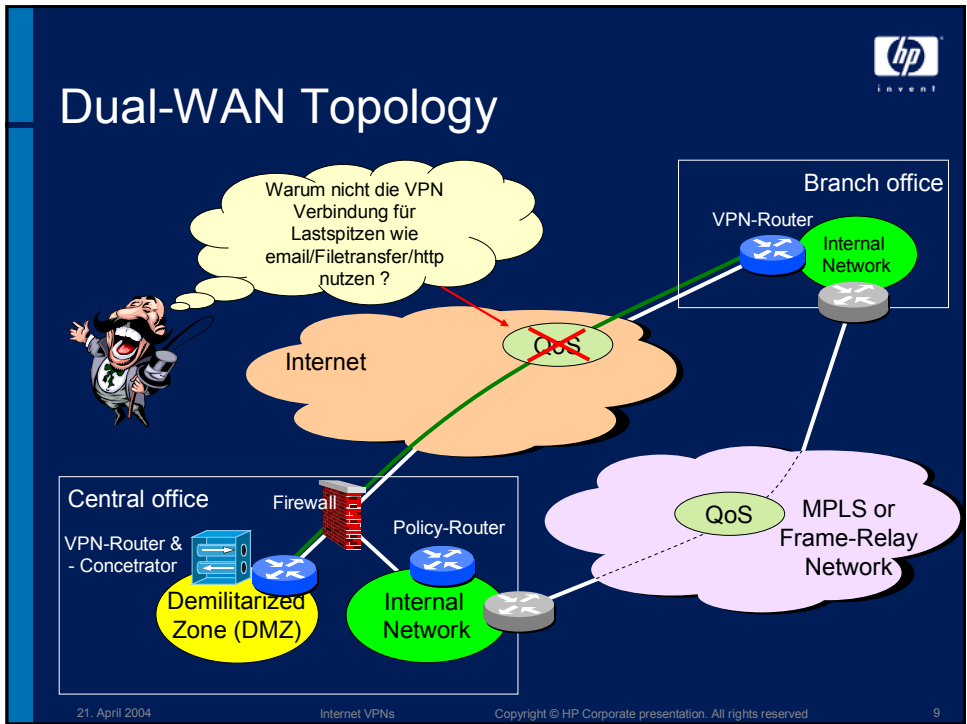 hp
invent
Dual-WAN Topology
Warum nicht die VPN
Verbindung für
Lastspitzen wie
email/Filetransfer/http
nutzen ?
Branch office
VPN-Router
Internal
Network
QoS
Internet
Central office
Firewall
Policy-Router
VPN-Router &
- Concetrator
Demilitarized
Zone (DMZ)
Internal
Network
QoS
MPLS or
Frame-Relay
Network
21. April 2004
Internet VPNs
Copyright © HP Corporate presentation. All rights reserved
9